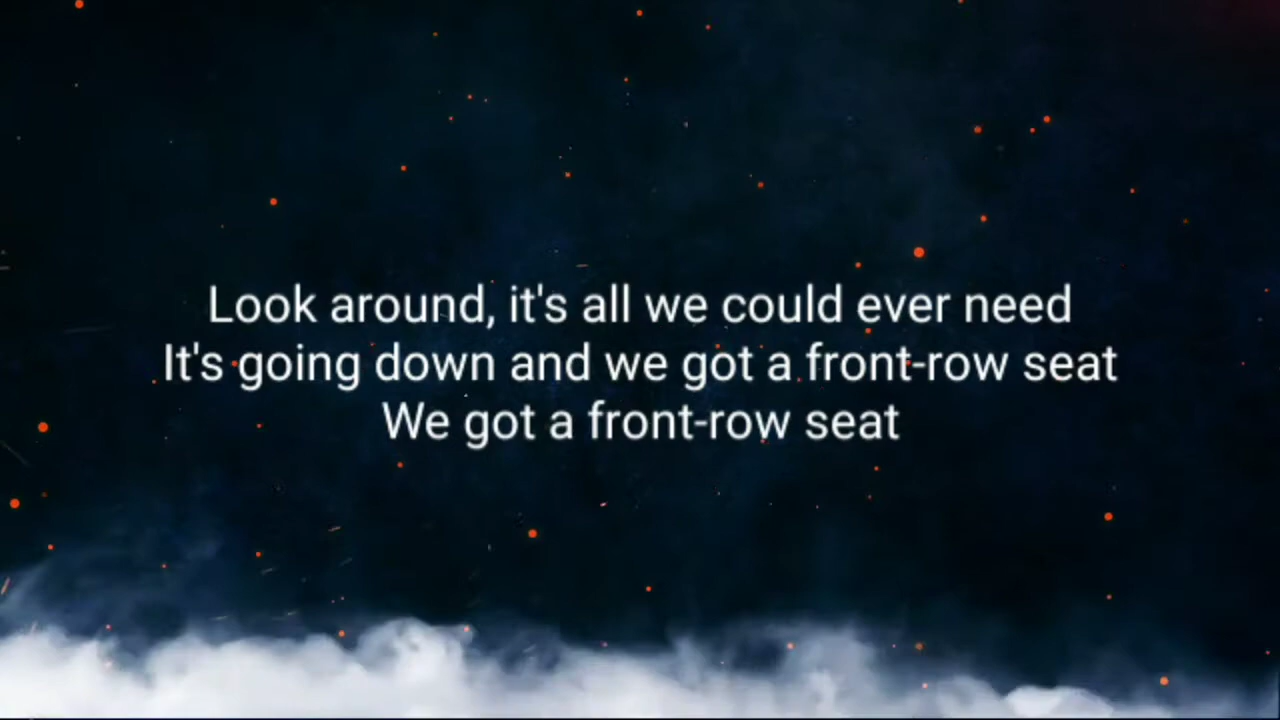 Look around, it's all we could ever need
It's going down and we got a front-row seat
We got a front-row seat